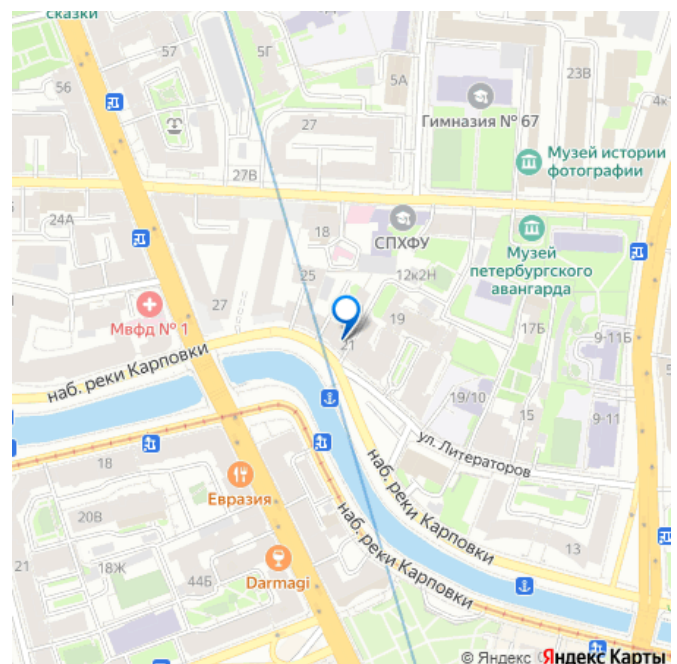 сказки
57
5Г
5А
23В
56
4к
Гимназия № 67
27
Музей истории
фотографии
27В
24А
18
СПХФУ
Музей
петербургского
авангарда
25
12к2Н
Мвфд № 1
27
19
17Б
9-11Б
21
наб. реки Карповки
19/10
15
9-11
ул. Литераторов
18
Евразия
наб. реки Карповки
20В
наб. реки Карповки
21
18Ж
44Б
Darmagi
13
© Яндекс
Яндекс Карты